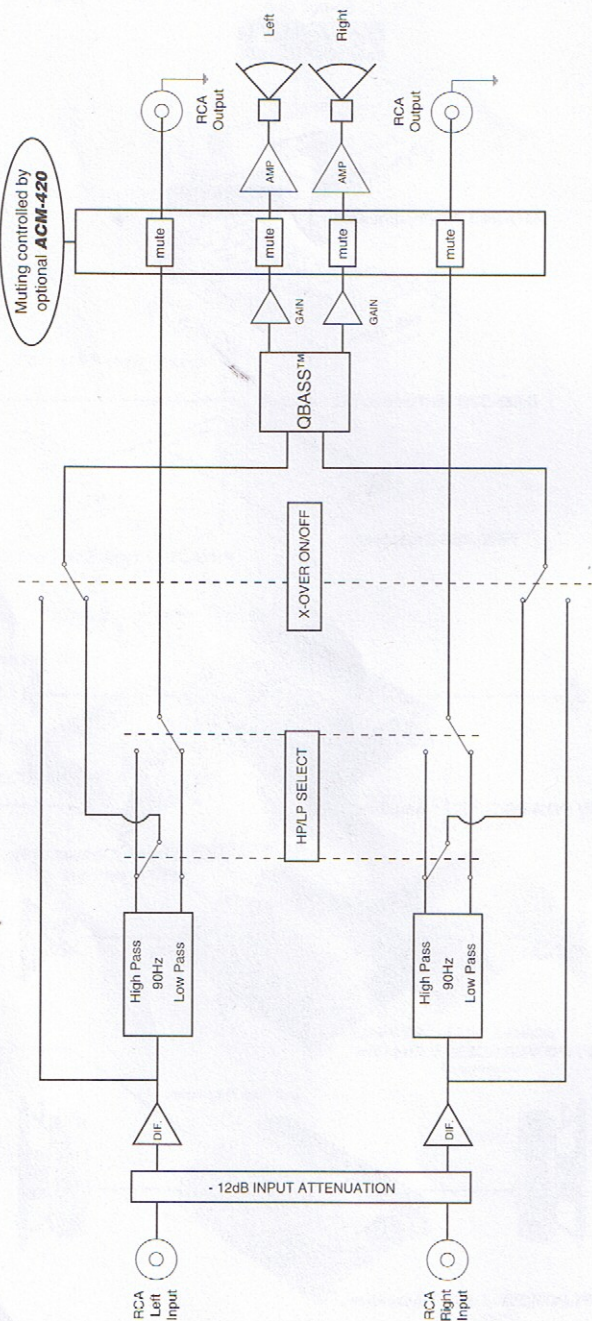 Muting controlled by
optional ACM-420
RCA
Output
Left
Right
RCA
Output
mute
mute
mute
mute
AMP
AMP
GAIN
GAIN
QBASS™
X-OVER ON/OFF
HP/LP SELECT
High Pass
90Hz
Low Pass
High Pass
90Hz
Low Pass
DIF.
DIF.
- 12dB INPUT ATTENUATION
RCA
Left
Input
RCA
Right
Input